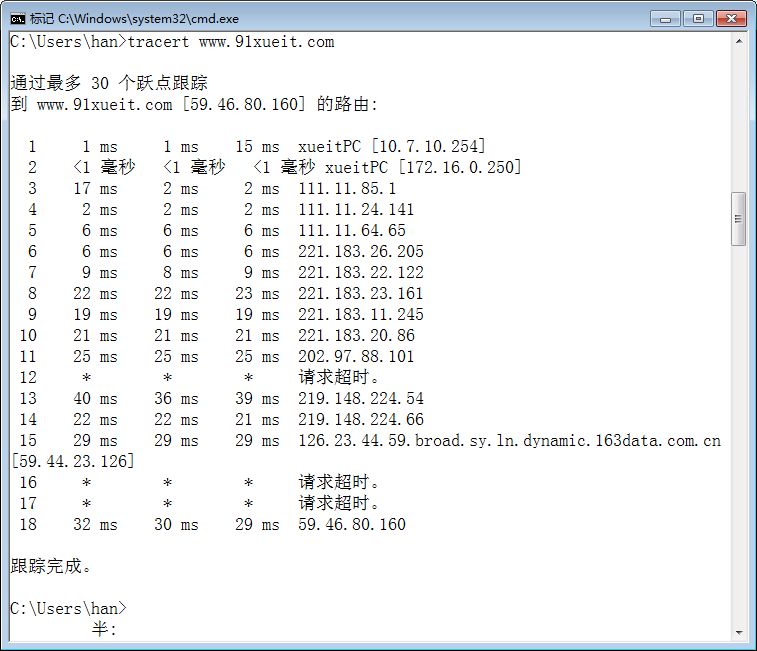 标记 C:\Windows\system32\cmd.exe
C:\Users\han>tracert www.91xueit.com
通过最多 30 个跃点跟踪
到 www.91xueit.com [59.46.80.160] 的路由:
1 1 ms 1 ms 15 ms xueitPC [10.7.10.254]
2 <1 毫秒 <1 毫秒 <1 毫秒 xueitPC [172.16.0.250]
3 17 ms 2 ms 2 ms 111.11.85.1
4 2 ms 2 ms 2 ms 111.11.24.141
5 6 ms 6 ms 6 ms 111.11.64.65
6 6 ms 6 ms 6 ms 221.183.26.205
7 9 ms 8 ms 9 ms 221.183.22.122
8 22 ms 22 ms 23 ms 221.183.23.161
9 19 ms 19 ms 19 ms 221.183.11.245
10 21 ms 21 ms 21 ms 221.183.20.86
11 25 ms 25 ms 25 ms 202.97.88.101
12 * * * 请求超时。
13 40 ms 36 ms 39 ms 219.148.224.54
14 22 ms 22 ms 21 ms 219.148.224.66
15 29 ms 29 ms 29 ms 126.23.44.59.broad.sy.ln.dynamic.163data.com.cn
[59.44.23.126]
16 * * * 请求超时。
17 * * * 请求超时。
18 32 ms 30 ms 29 ms 59.46.80.160
跟踪完成。
C:\Users\han>
半: